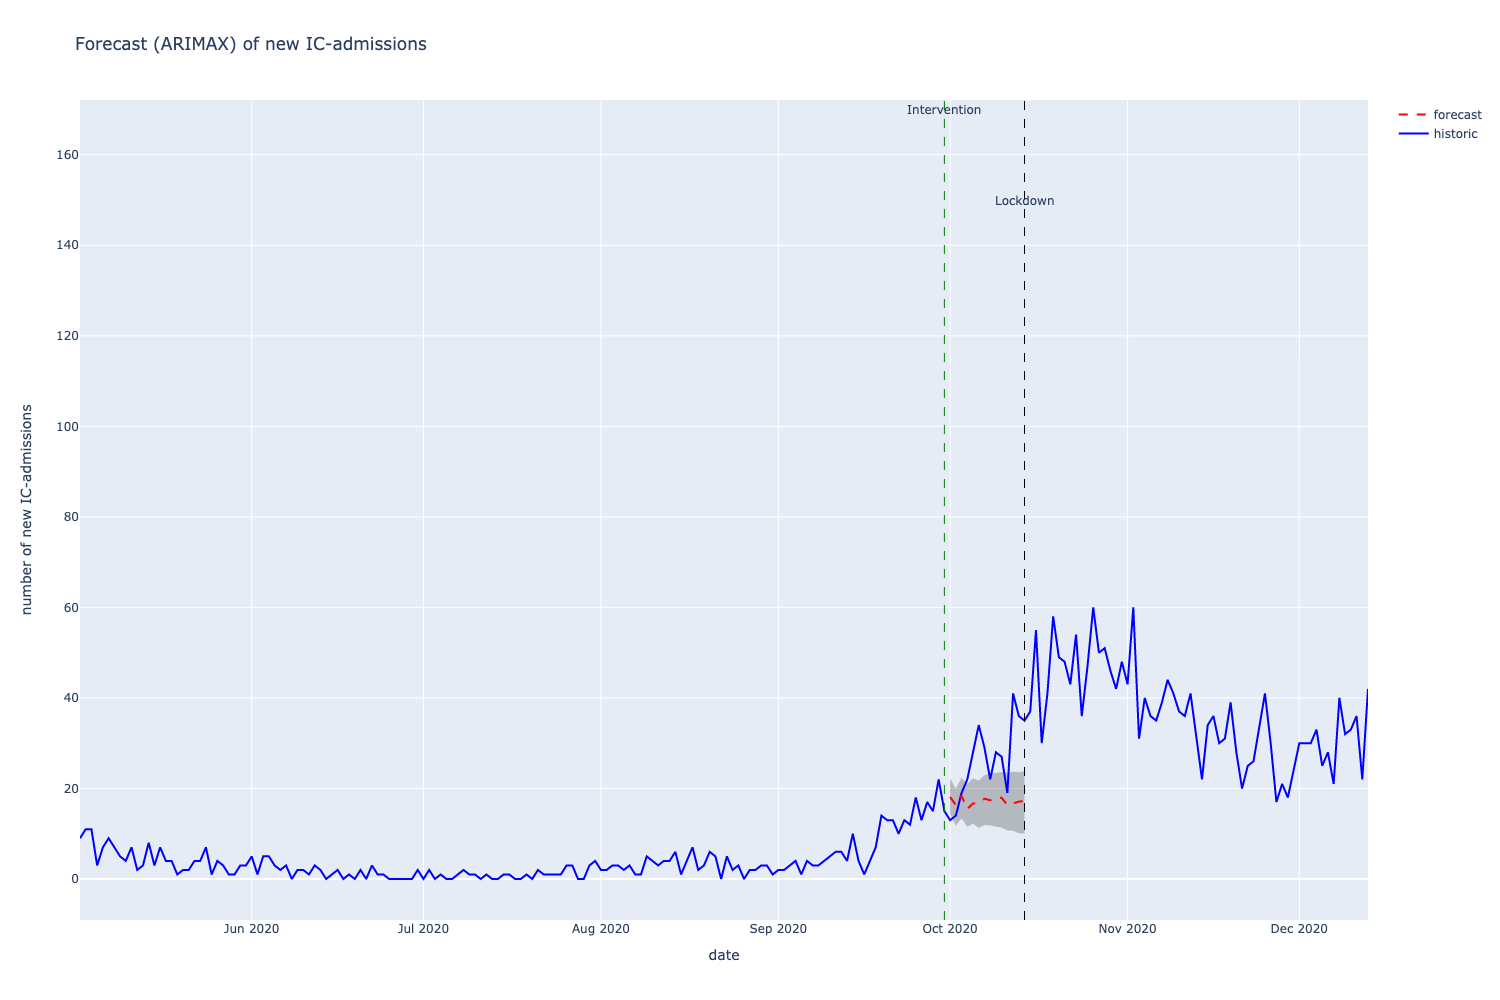 Forecast (ARIMAX) of new IC-admissions
Intervention
Lockdown
forecast
historic
number of new IC-admissions
160
140
120
100
80
60
40
20
0
Jun 2020
Jul 2020
Aug 2020
Sep 2020
Oct 2020
Nov 2020
Dec 2020
date